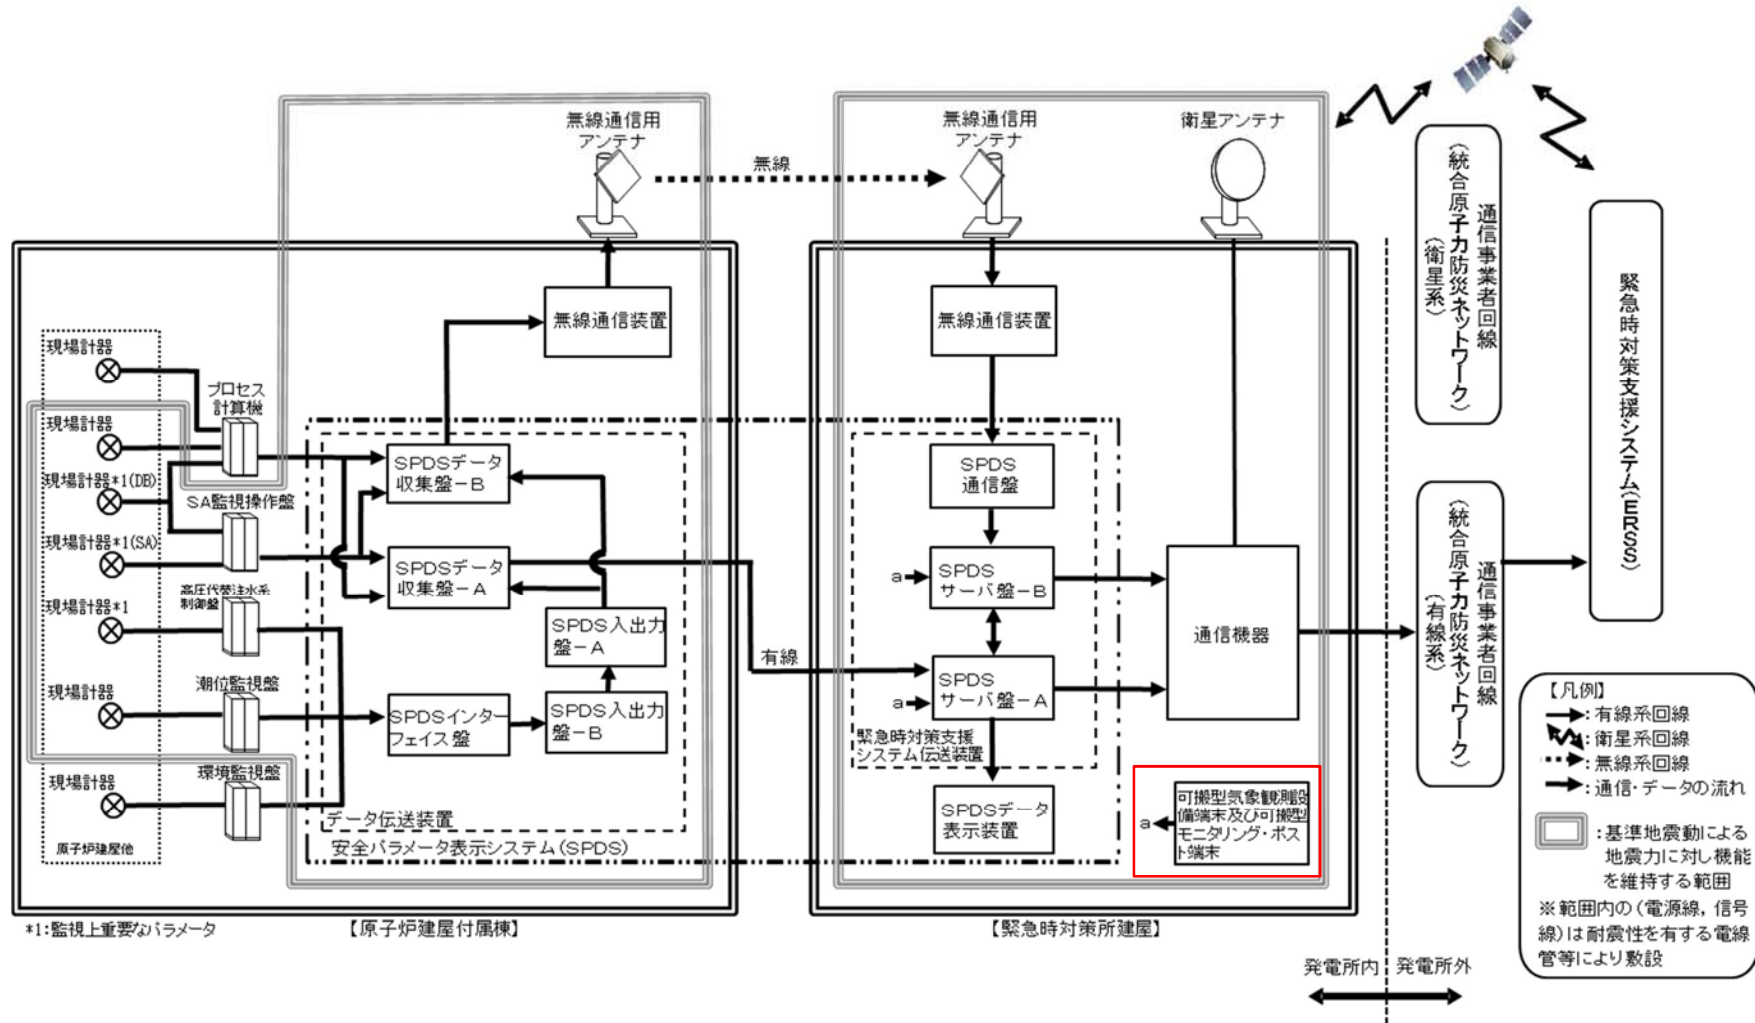 無線通信用
アンテナ
無線
無線通信用
アンテナ
衛星アンテナ
通信事業者回線
(統合原子力防災ネットワーク)
(衛星系)
緊急時対策支援システム(ERSS)
無線通信装置
無線通信装置
現場計器
プロセス
計算機
現場計器
現場計器*1(DB)
SA監視操作盤
現場計器*1(SA)
高圧代替注水系
制御盤
現場計器*1
現場計器
潮位監視盤
現場計器
環境監視盤
原子炉建屋他
SPDSデータ
収集盤-B
SPDSデータ
収集盤-A
SPDS入出力
盤-A
SPDSインター
フェイス盤
SPDS入出力
盤-B
データ伝送装置
安全パラメータ表示システム(SPDS)
有線
SPDS
通信盤
a
SPDS
サーバ盤-B
a
SPDS
サーバ盤-A
緊急時対策支援
システム伝送装置
SPDSデータ
表示装置
通信機器
a
可搬型気象観測設
備端末及び可搬型
モニタリング・ポス
ト端末
通信事業者回線
(統合原子力防災ネットワーク)
(有線系)
【凡例】
:有線系回線
:衛星系回線
:無線系回線
:通信・データの流れ
:基準地震動による
地震力に対し機能
を維持する範囲
※範囲内の(電源線,信号
線)は耐震性を有する電線
管等により敷設
*1:監視上重要なパラメータ
【原子炉建屋付属棟】
【緊急時対策所建屋】
発電所内
発電所外